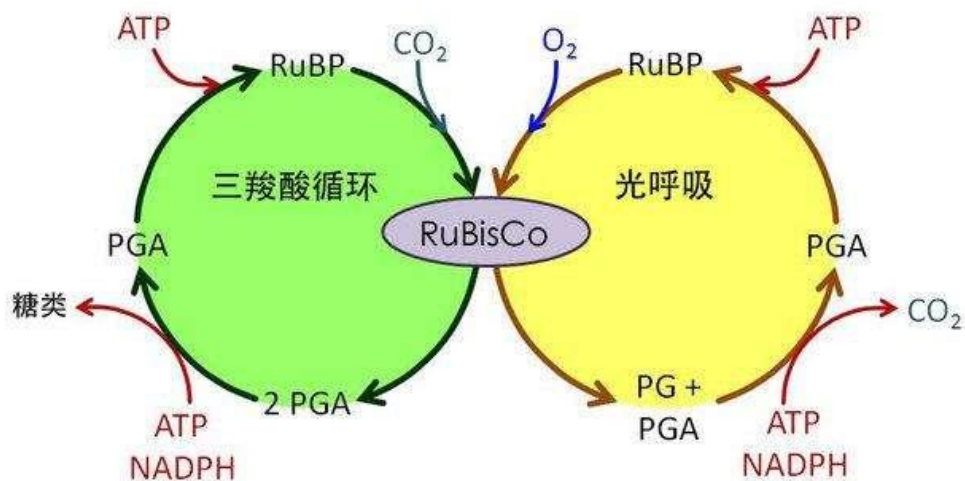 ATP
RuBP
CO₂
O₂
RuBP
ATP
三羧酸循环
光呼吸
RuBisCo
PGA
PGA
糖类
CO₂
2 PGA
PG +
PGA
ATP
NADPH
ATP
NADPH